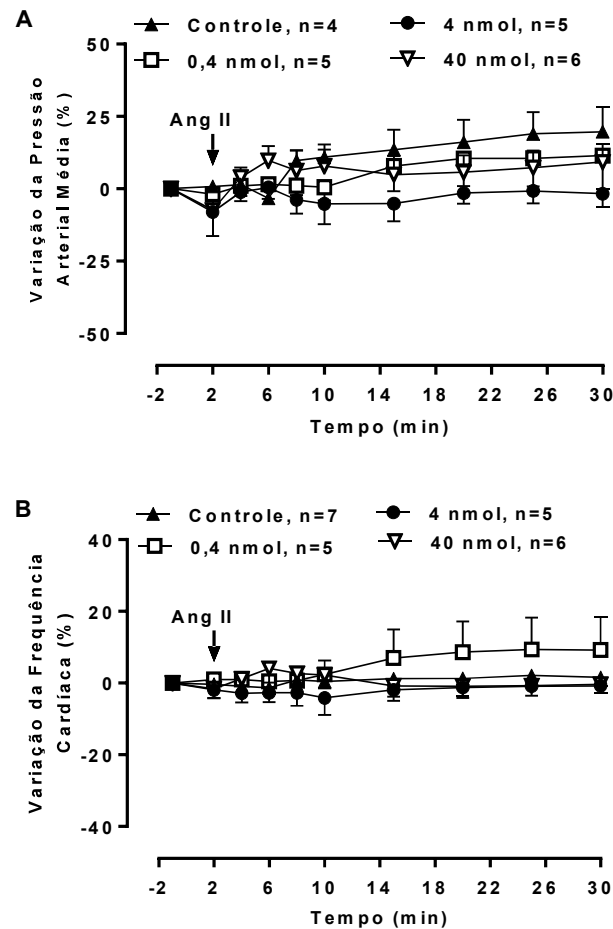 A
Controle, n=4
4 nmol, n=5
0,4 nmol, n=5
40 nmol, n=6
50
25
0
-25
-50
Variação da Pressão
Arterial Média (%)
Ang II
-2 2 6 10 14 18 22 26 30
Tempo (min)
B
Controle, n=7
4 nmol, n=5
0,4 nmol, n=5
40 nmol, n=6
40
20
0
-20
-40
Variação da Frequência
Cardíaca (%)
Ang II
-2 2 6 10 14 18 22 26 30
Tempo (min)